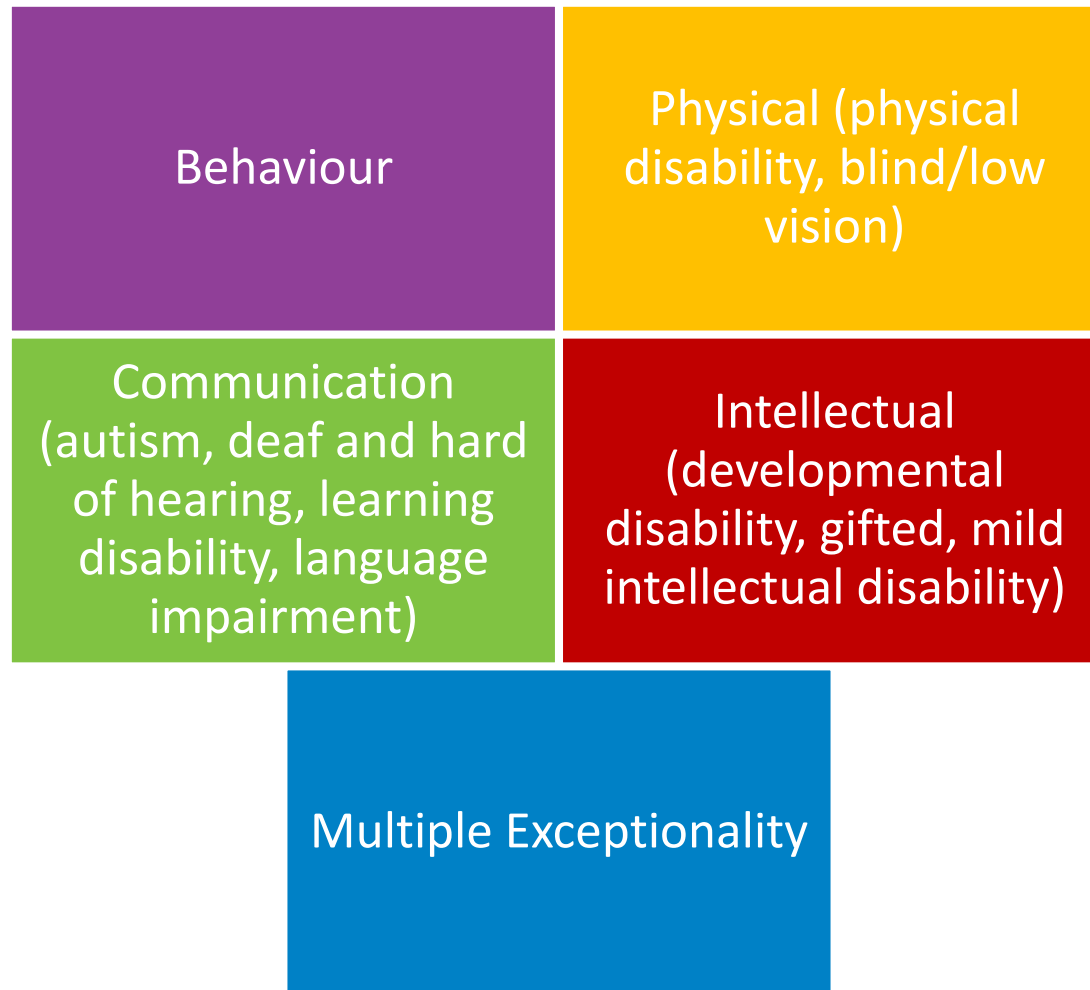 Behaviour
Physical (physical
disability, blind/low
vision)
Communication
(autism, deaf and hard
of hearing, learning
disability, language
impairment)
Intellectual
(developmental
disability, gifted, mild
intellectual disability)
Multiple Exceptionality